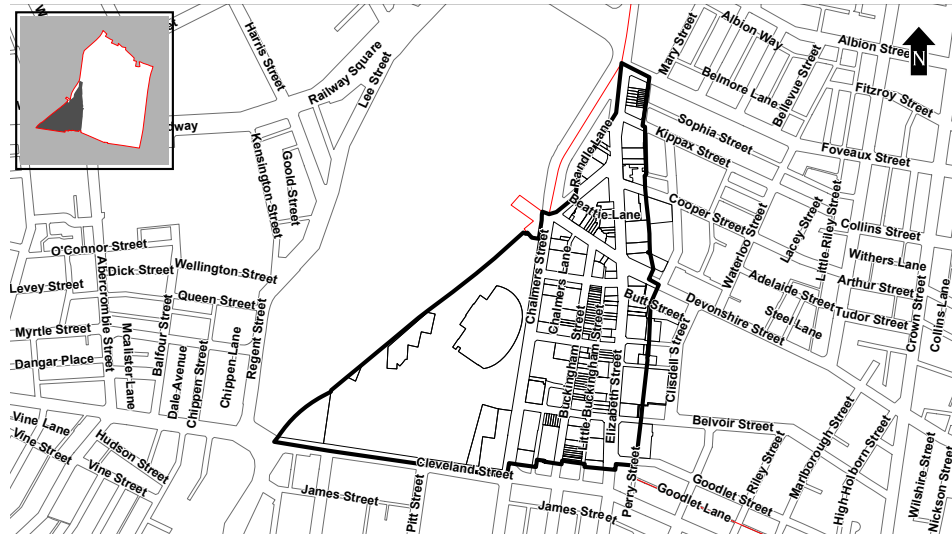 Harris Street
Railway Square
Lee Street
Mary Street
Albion Way
Albion Stree
N
Belmore Lane
Bellevue Street
Fitzroy Street
dway
Kensington Street
Goold Street
Randle Lane
Sophia Street
Kippax Street
Foveaux Street
Beatrie Lane
Cooper Street
Waterloo Street
Lacey Street
Little Riley Street
Collins Street
Withers Lane
O'Connor Street
Dick Street
Wellington Street
Abercrombie Street
Levey Street
Queen Street
Chalmers Street
Chalmers Lane
Butt Street
Devonshire Street
Adelaide Street
Arthur Street
Steel Lane
Tudor Street
Crown Street
Collins Lane
Myrtle Street
Dangar Place
Mcalister Lane
Balfour Street
Dale Avenue
Chippen Street
Chippen Lane
Regent Street
Buckingham Street
Little Buckingham Street
Elizabeth Street
Clisdell Street
Belvoir Street
Vine Lane
Vine Street
Hudson Street
Vine Street
Cleveland Street
James Street
Pitt Street
James Street
Perry Street
Goodlet Street
Goodlet Lane
Riley Street
Marlborough Street
High Holborn Street
Wilshire Street
Nickson Street